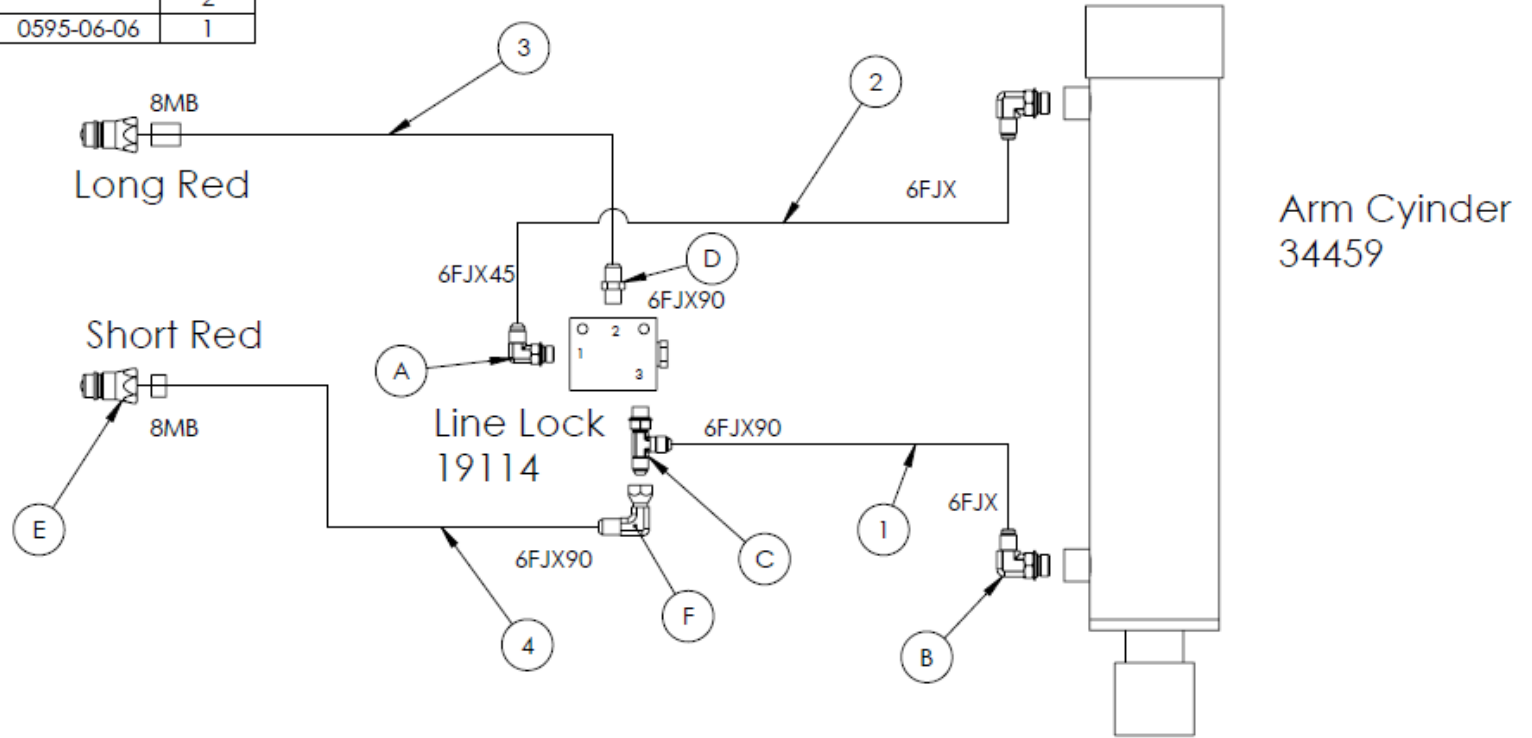 2
0595-06-06 1
3
2
8MB
Long Red
6FJX
Arm Cyinder
34459
D
6FJX45
6FJX90
Short Red
2
1
A
3
8MB
Line Lock
19114
6FJX90
6FJX
E
1
6FJX90
C
F
4
B